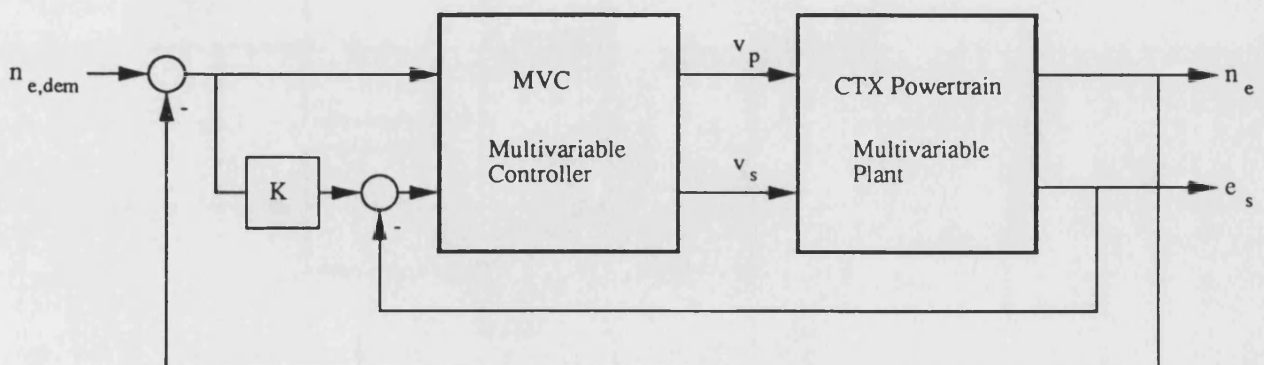 n e,dem
-
K
-
MVC
Multivariable
Controller
v p
v s
CTX Powertrain
Multivariable
Plant
n e
e s